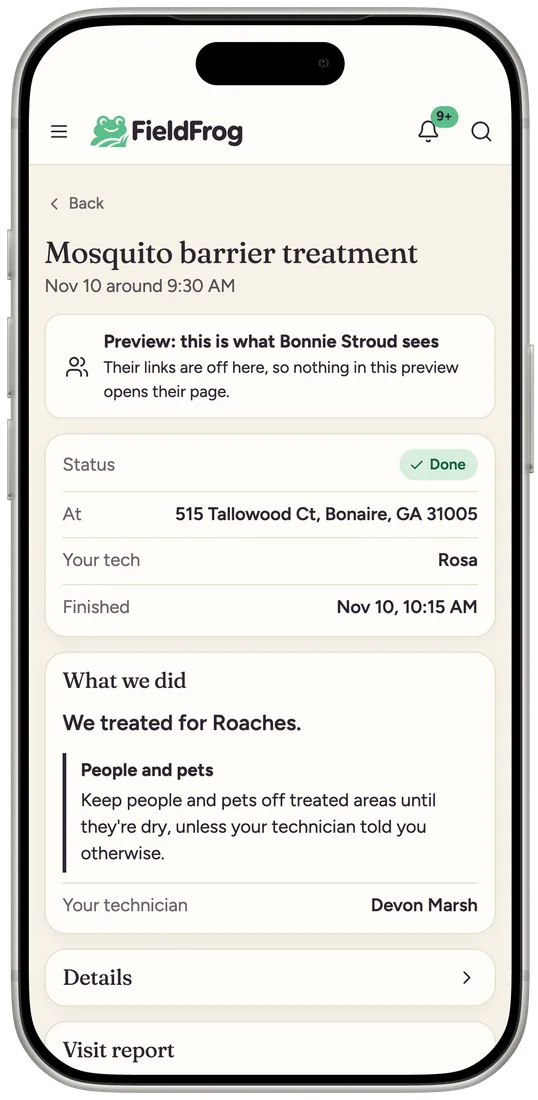 FieldFrog
9+
Back
Mosquito barrier treatment
Nov 10 around 9:30 AM
Preview: this is what Bonnie Stroud sees
Their links are off here, so nothing in this preview
opens their page.
Status
Done
At
515 Tallowood Ct, Bonaire, GA 31005
Your tech
Rosa
Finished
Nov 10, 10:15 AM
What we did
We treated for Roaches.
People and pets
Keep people and pets off treated areas until
they're dry, unless your technician told you
otherwise.
Your technician
Devon Marsh
Details
Visit report